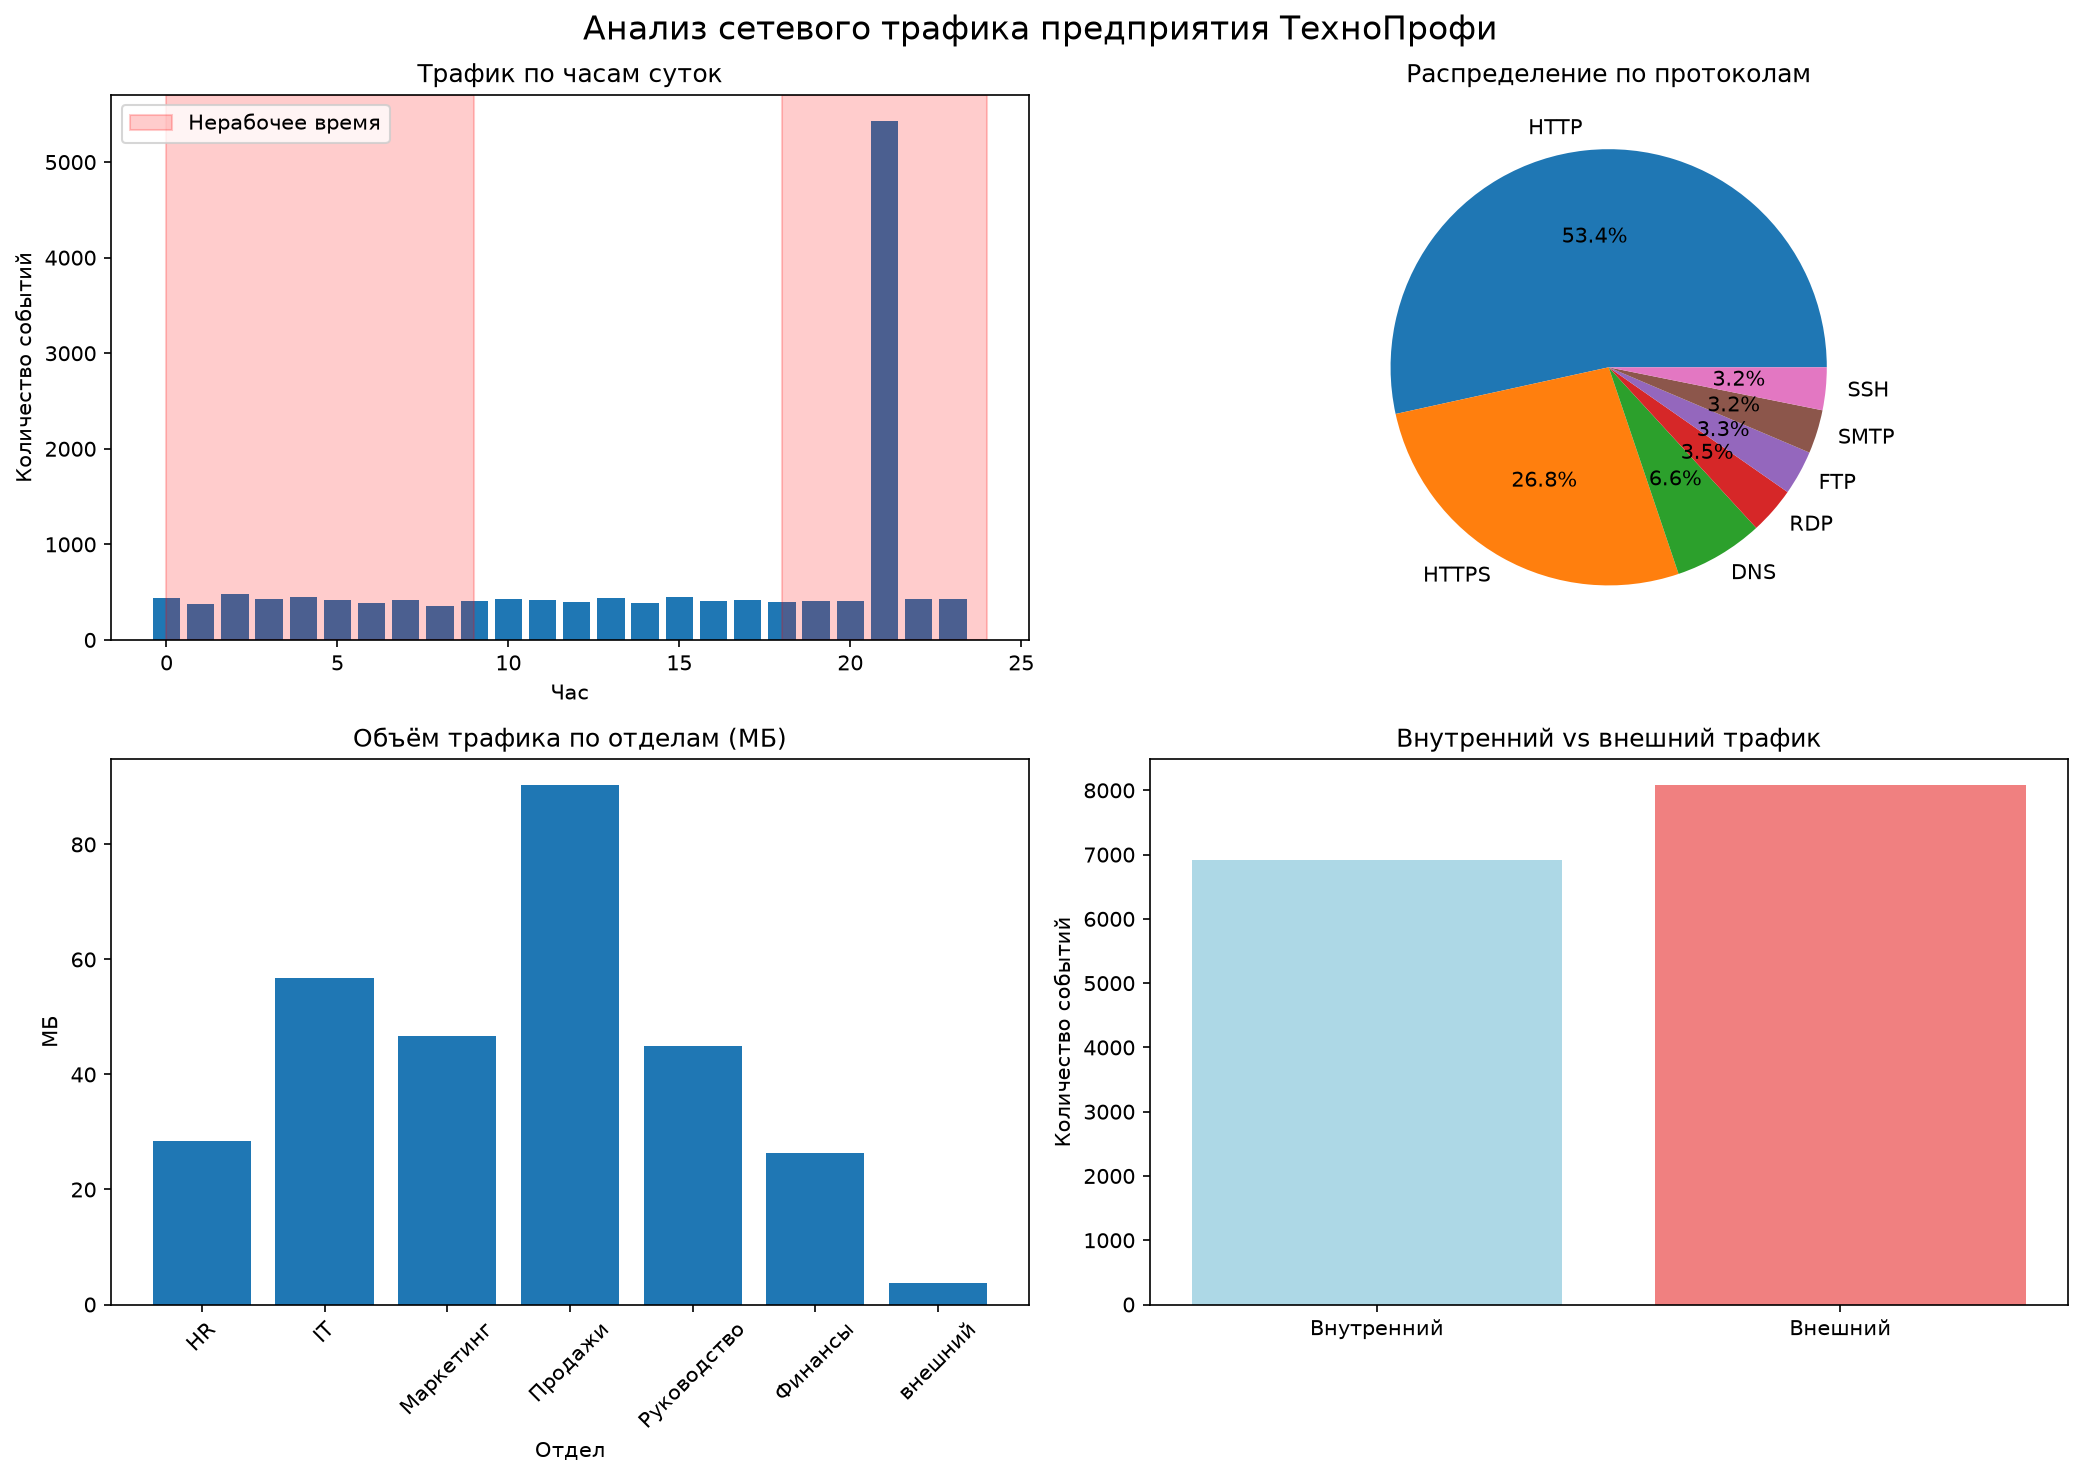 Анализ сетевого трафика предприятия ТехноПрофи
Трафик по часам суток
Нерабочее время
Количество событий
5000
4000
3000
2000
1000
0
0 5 10 15 20 25
Час
Распределение по протоколам
HTTP
53.4%
HTTPS
26.8%
DNS
6.6%
RDP
3.5%
FTP
3.3%
SMTP
3.2%
SSH
3.2%
Объём трафика по отделам (МБ)
МБ
80
60
40
20
0
HR IT Маркетинг Продажи Руководство Финансы внешний
Отдел
Внутренний vs внешний трафик
Количество событий
8000
7000
6000
5000
4000
3000
2000
1000
0
Внутренний Внешний